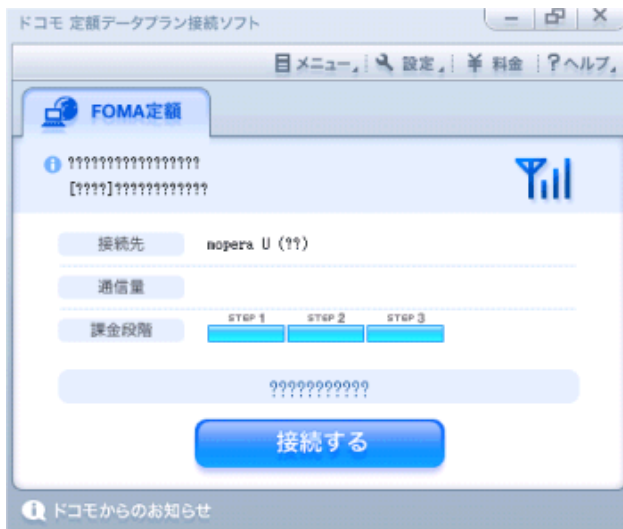 ドコモ 定額データプラン接続ソフト
メニュー 設定 ¥ 料金 ?ヘルプ
FOMA定額
?????????????????
[????]????????????
接続先 mopera U (??)
通信量
課金段階 STEP 1 STEP 2 STEP 3
???????????
接続する
ドコモからのお知らせ